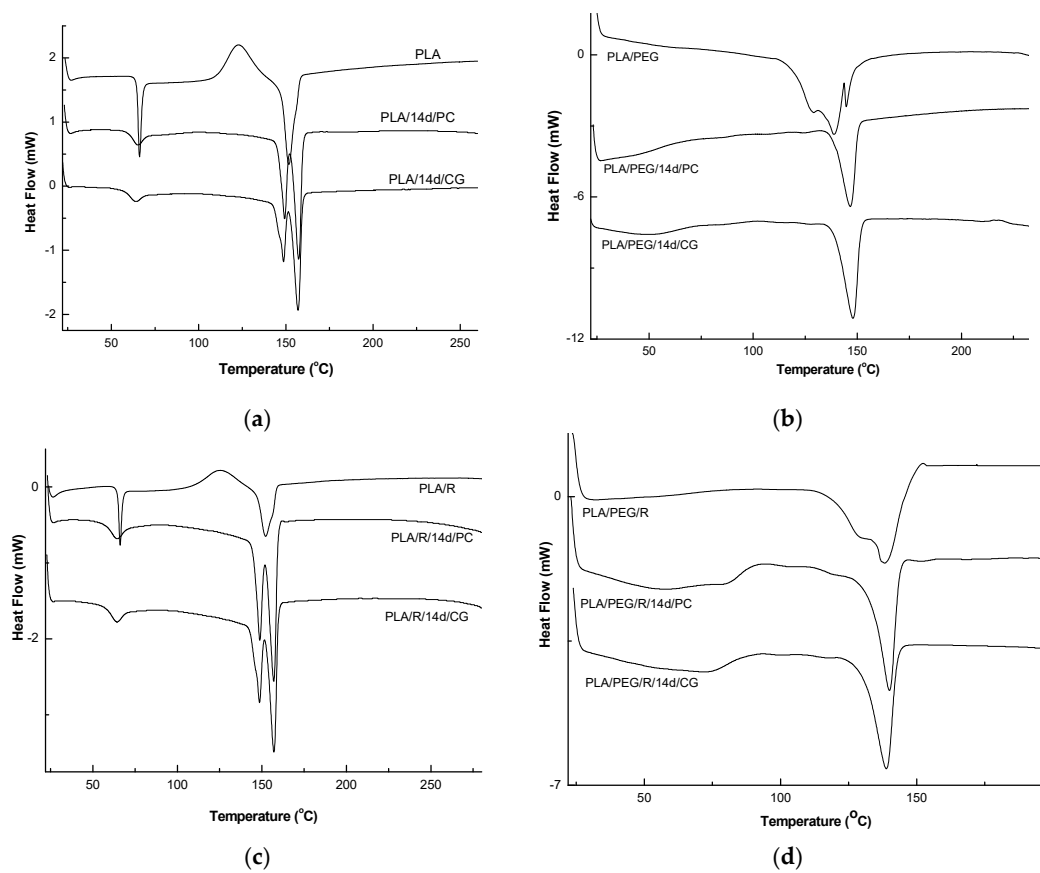 PLA
PLA/14d/PC
PLA/14d/CG
2
1
0
-1
-2
Heat Flow (mW)
50 100 150 200 250
Temperature (°C)
(a)
PLA/PEG
PLA/PEG/14d/PC
PLA/PEG/14d/CG
0
-6
-12
Heat Flow (mW)
50 100 150 200
Temperature (°C)
(b)
PLA/R
PLA/R/14d/PC
PLA/R/14d/CG
0
-2
Heat Flow (mW)
50 100 150 200 250
Temperature (°C)
(c)
PLA/PEG/R
PLA/PEG/R/14d/PC
PLA/PEG/R/14d/CG
0
-7
Heat Flow (mW)
50 100 150
Temperature (°C)
(d)